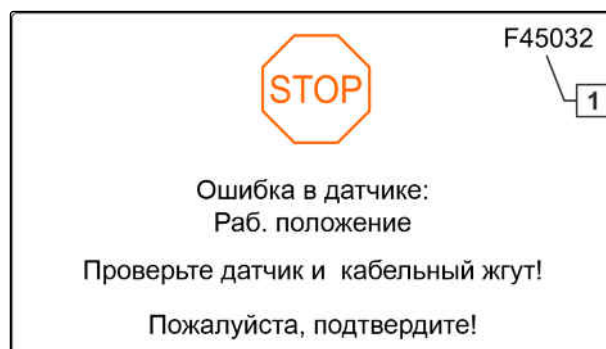 F45032
1
STOP
Ошибка в датчике:
Раб. положение
Проверьте датчик и кабельный жгут!
Пожалуйста, подтвердите!